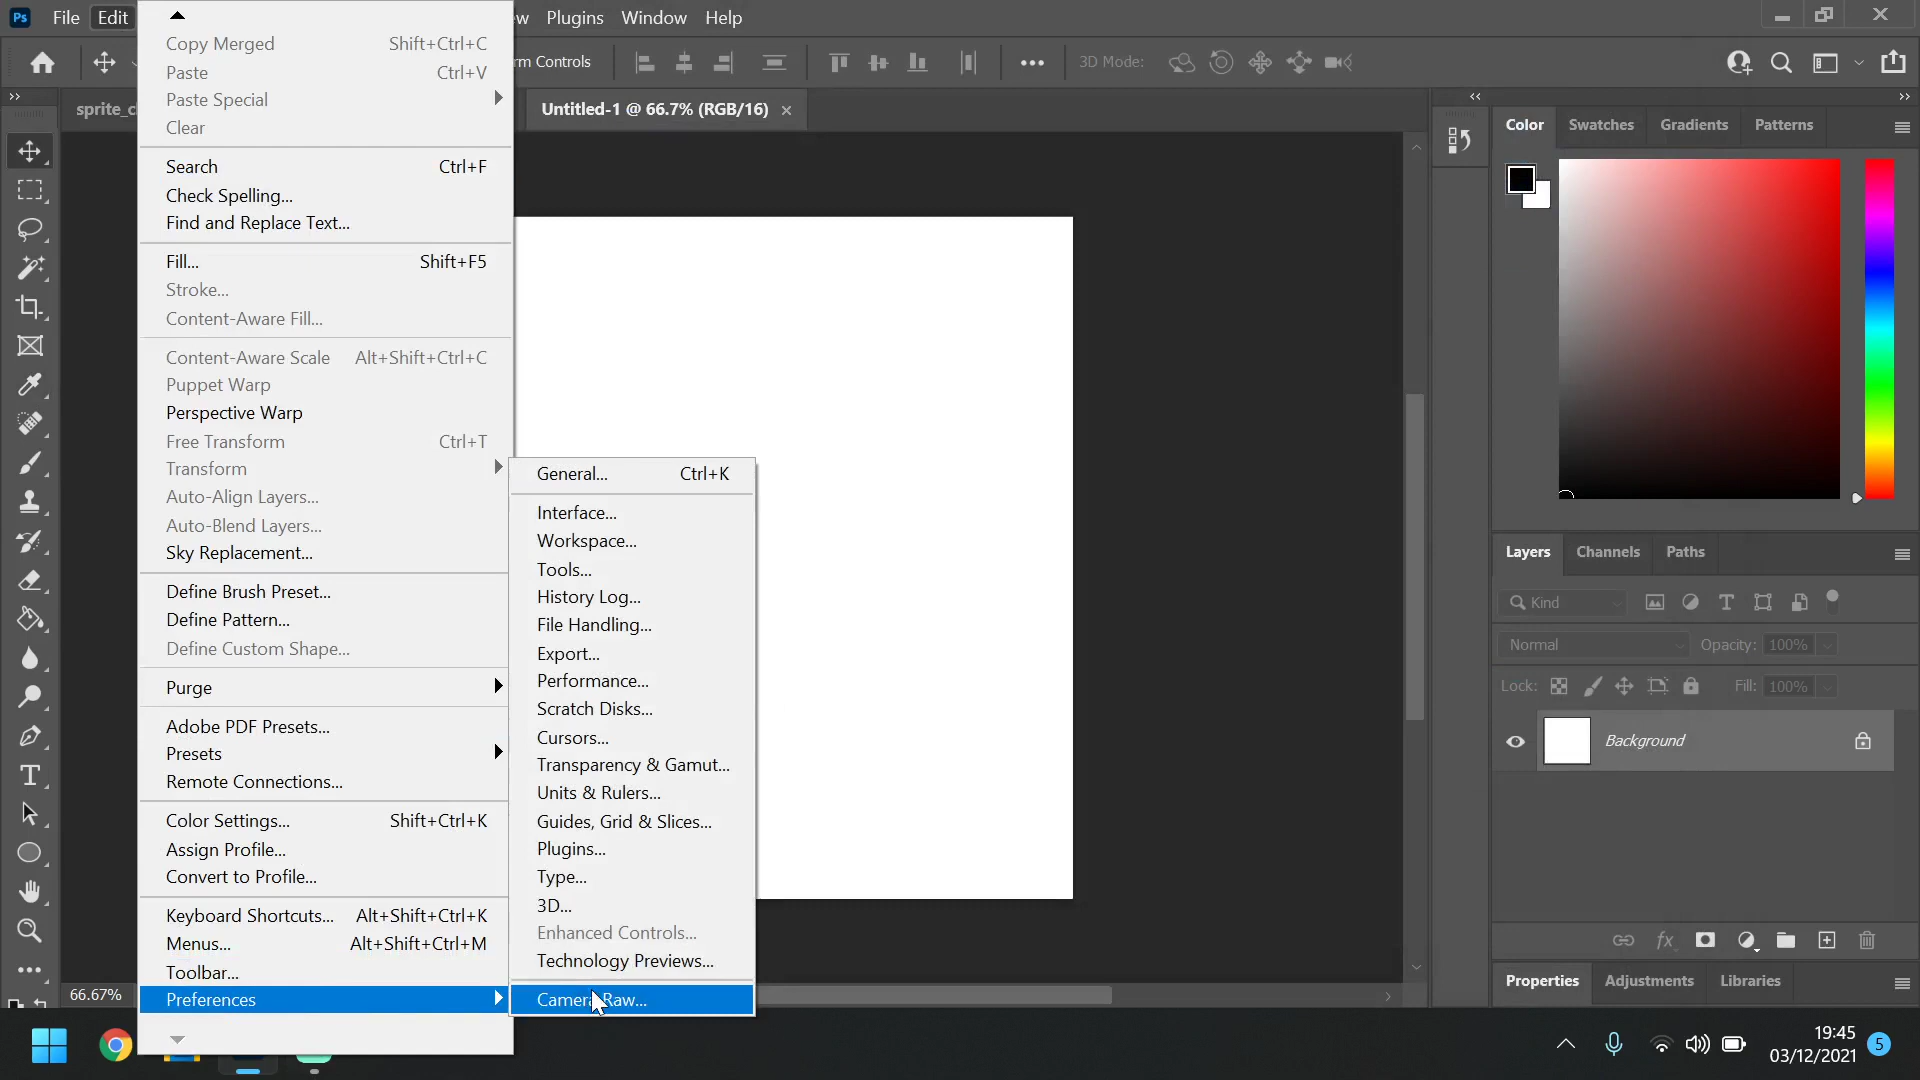 Ps File Edit ew Plugins Window Help
rm Controls 3D Mode:
sprite_c Untitled-1 @ 66.7% (RGB/16)
Copy Merged Shift+Ctrl+C
Paste Ctrl+V
Paste Special
Clear
Search Ctrl+F
Check Spelling...
Find and Replace Text...
Fill... Shift+F5
Stroke...
Content-Aware Fill...
Content-Aware Scale Alt+Shift+Ctrl+C
Puppet Warp
Perspective Warp
Free Transform Ctrl+T
Transform
Auto-Align Layers...
Auto-Blend Layers...
Sky Replacement...
Define Brush Preset...
Define Pattern...
Define Custom Shape...
Purge
Adobe PDF Presets...
Presets
Remote Connections...
Color Settings... Shift+Ctrl+K
Assign Profile...
Convert to Profile...
Keyboard Shortcuts... Alt+Shift+Ctrl+K
Menus... Alt+Shift+Ctrl+M
Toolbar...
Preferences
General... Ctrl+K
Interface...
Workspace...
Tools...
History Log...
File Handling...
Export...
Performance...
Scratch Disks...
Cursors...
Transparency & Gamut...
Units & Rulers...
Guides, Grid & Slices...
Plugins...
Type...
3D...
Enhanced Controls...
Technology Previews...
Camera Raw...
66.67%
Color Swatches Gradients Patterns
Layers Channels Paths
Kind
Normal Opacity: 100%
Lock: Fill: 100%
Background
Properties Adjustments Libraries
19:45
03/12/2021 5